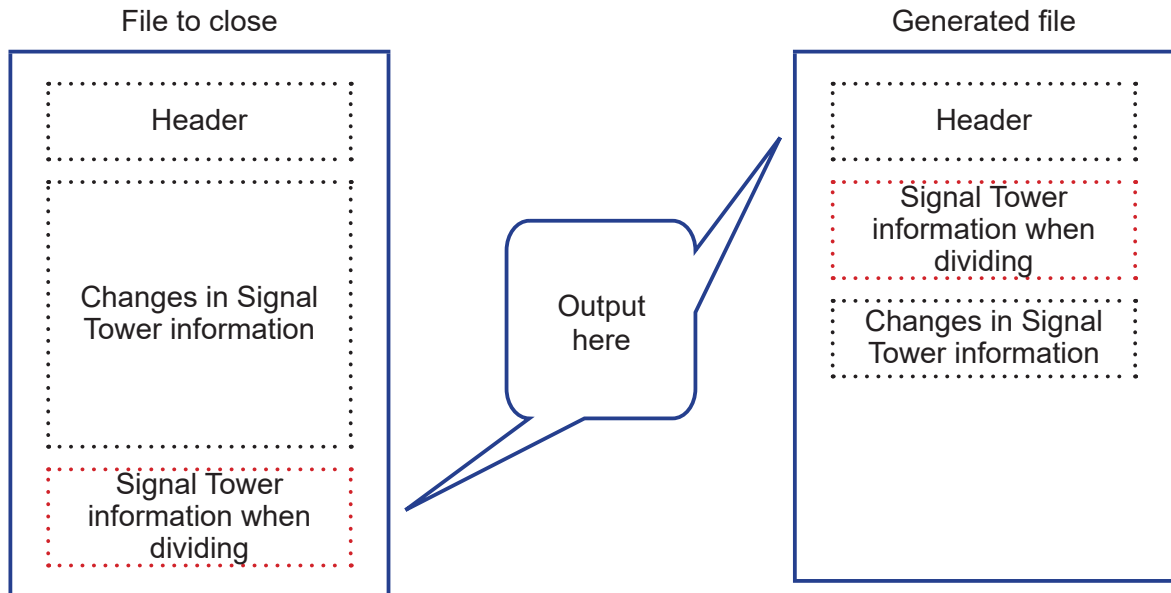 File to close
Header
Changes in Signal
Tower information
Signal Tower
information when
dividing
Output
here
Generated file
Header
Signal Tower
information when
dividing
Changes in Signal
Tower information